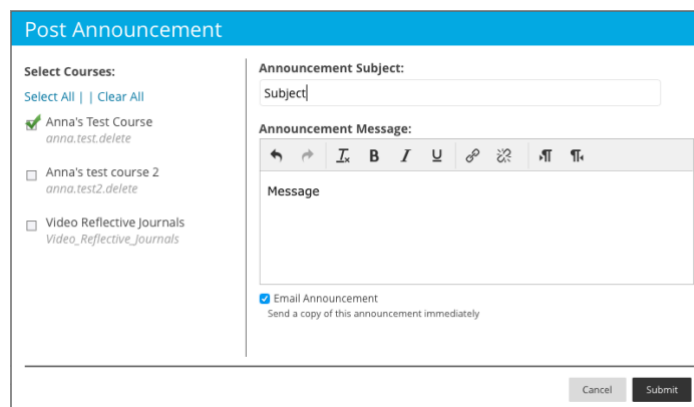 Post Announcement
Select Courses:
Select All | | Clear All
Anna's Test Course
anna.test.delete
Anna's test course 2
anna.test2.delete
Video Reflective Journals
Video_Reflective_Journals
Announcement Subject:
Subject
Announcement Message:
Message
Email Announcement
Send a copy of this announcement immediately
Cancel
Submit